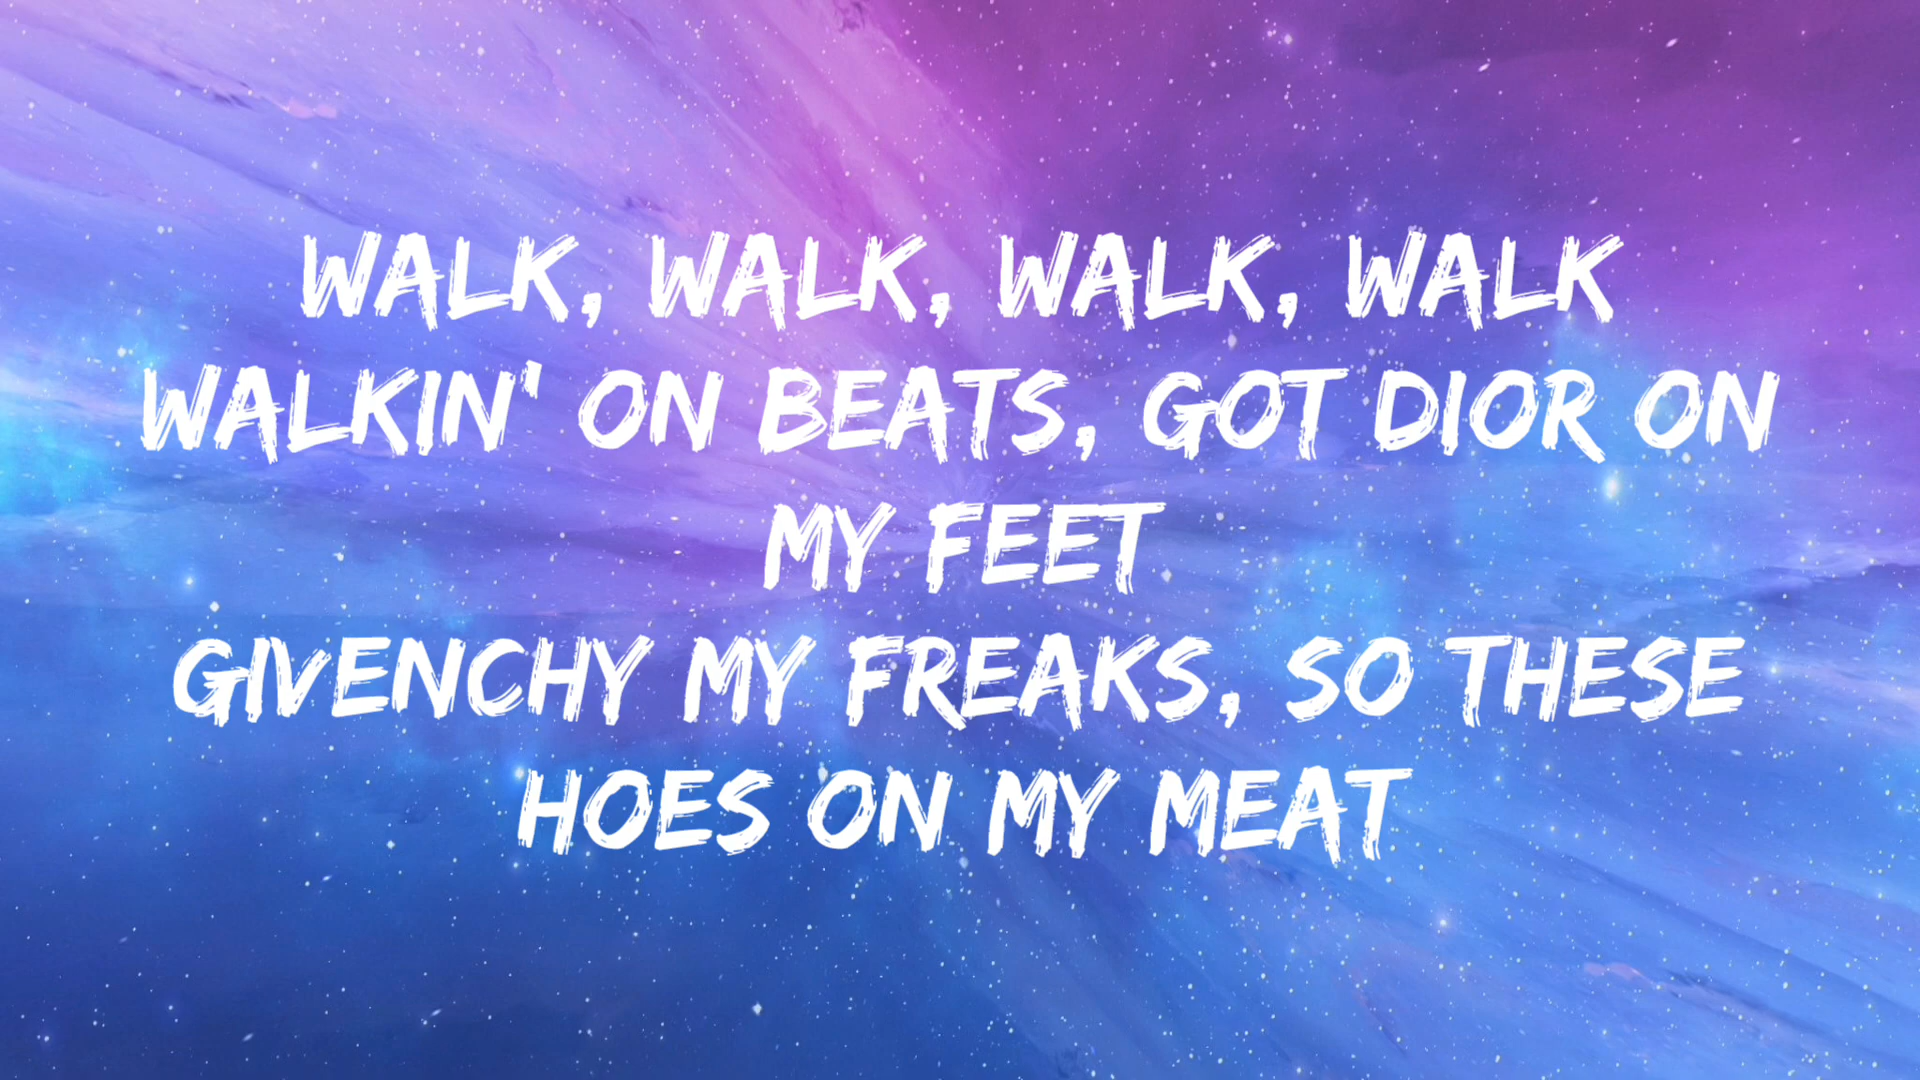 WALK, WALK, WALK, WALK
WALKIN' ON BEATS, GOT DIOR ON
MY FEET
GIVENCHY MY FREAKS, SO THESE
HOES ON MY MEAT